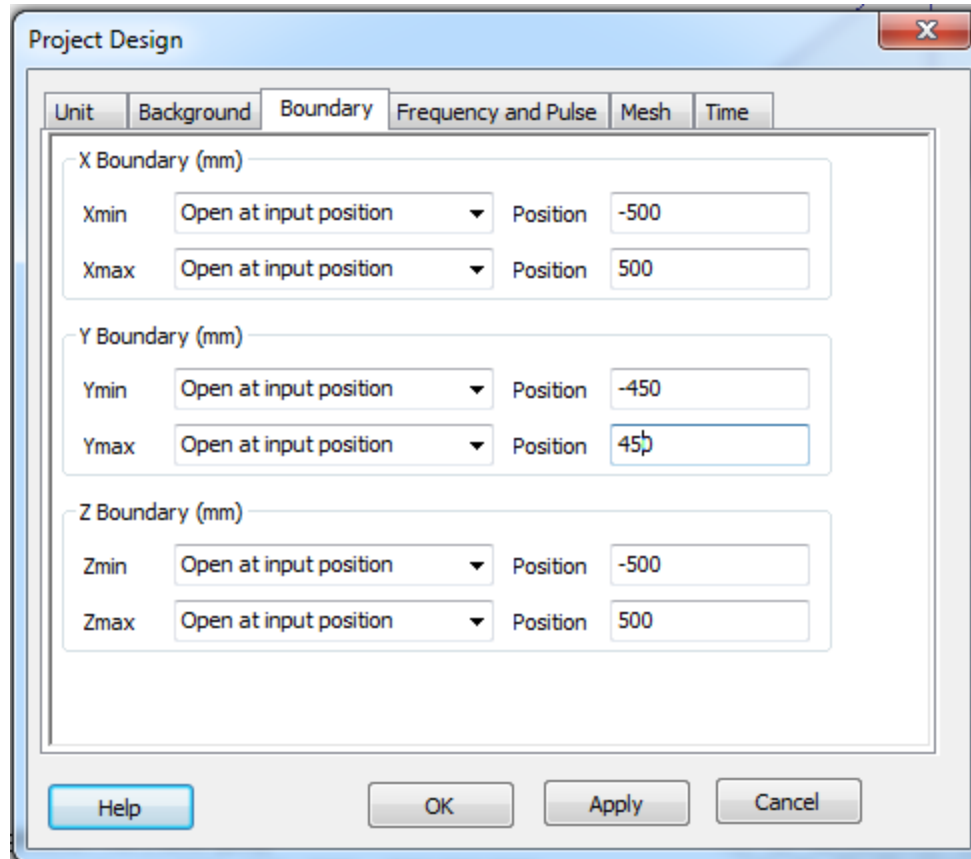 Project Design
Unit Background Boundary Frequency and Pulse Mesh Time
X Boundary (mm)
Xmin Open at input position Position -500
Xmax Open at input position Position 500
Y Boundary (mm)
Ymin Open at input position Position -450
Ymax Open at input position Position 450
Z Boundary (mm)
Zmin Open at input position Position -500
Zmax Open at input position Position 500
Help OK Apply Cancel